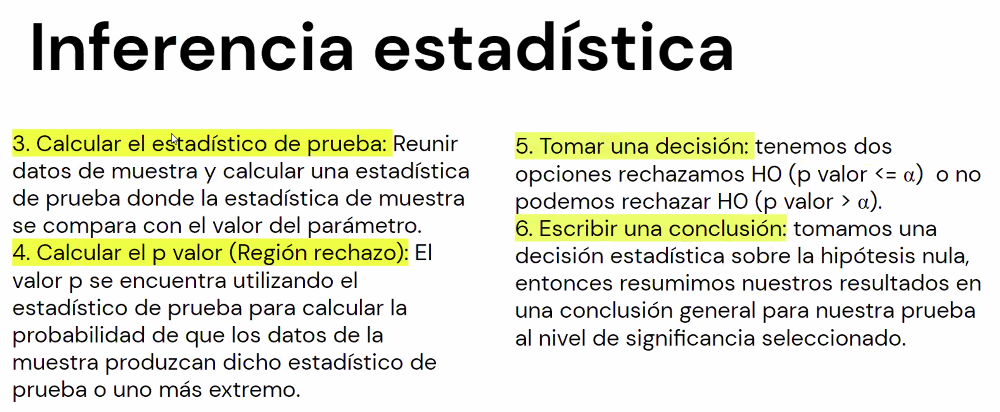 Inferencia estadística
3. Calcular el estadístico de prueba: Reunir
datos de muestra y calcular una estadística
de prueba donde la estadística de muestra
se compara con el valor del parámetro.
4. Calcular el p valor (Región rechazo): El
valor p se encuentra utilizando el
estadístico de prueba para calcular la
probabilidad de que los datos de la
muestra produzcan dicho estadístico de
prueba o uno más extremo.
5. Tomar una decisión: tenemos dos
opciones rechazamos H0 (p valor <= α) o no
podemos rechazar H0 (p valor > α).
6. Escribir una conclusión: tomamos una
decisión estadística sobre la hipótesis nula,
entonces resumimos nuestros resultados en
una conclusión general para nuestra prueba
al nivel de significancia seleccionado.